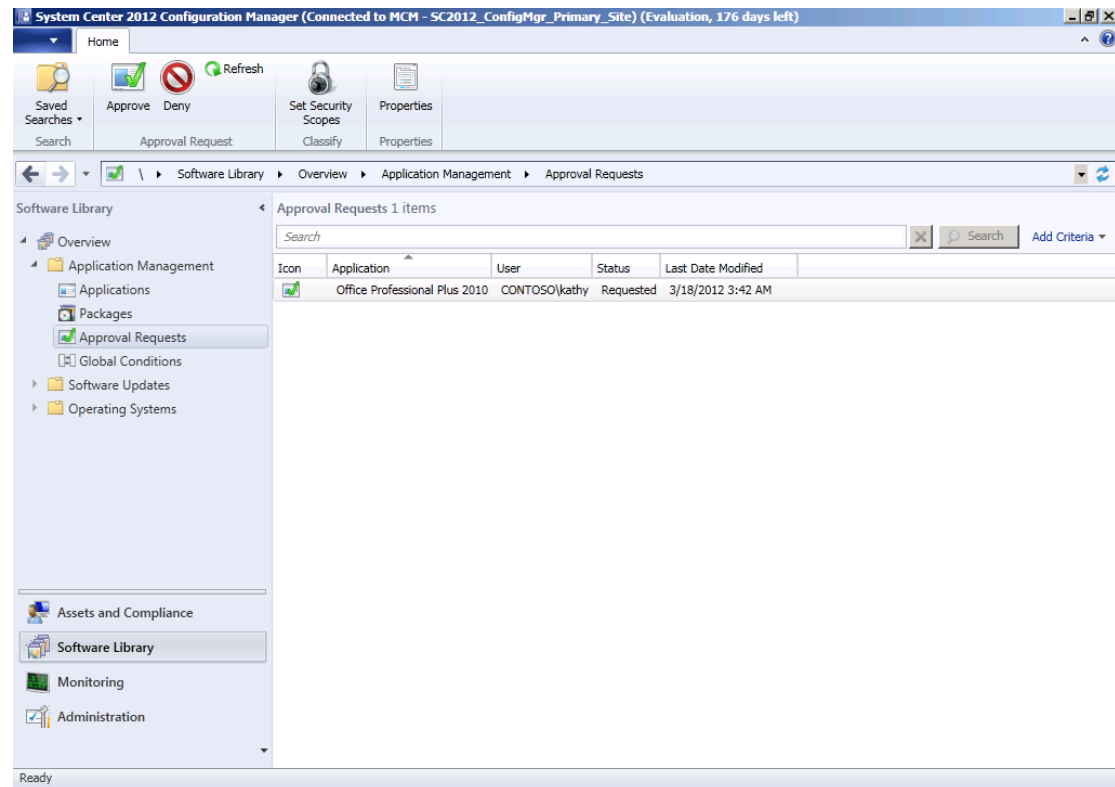 System Center 2012 Configuration Manager (Connected to MCM - SC2012_ConfigMgr_Primary_Site) (Evaluation, 176 days left)
Home
Saved Searches
Approve
Deny
Refresh
Set Security Scopes
Properties
Search
Approval Request
Classify
Properties
\ Software Library Overview Application Management Approval Requests
Software Library
Overview
Application Management
Applications
Packages
Approval Requests
Global Conditions
Software Updates
Operating Systems
Assets and Compliance
Software Library
Monitoring
Administration
Approval Requests 1 items
Search
Search
Add Criteria
Icon Application User Status Last Date Modified
Office Professional Plus 2010 CONTOSO\kathy Requested 3/18/2012 3:42 AM
Ready